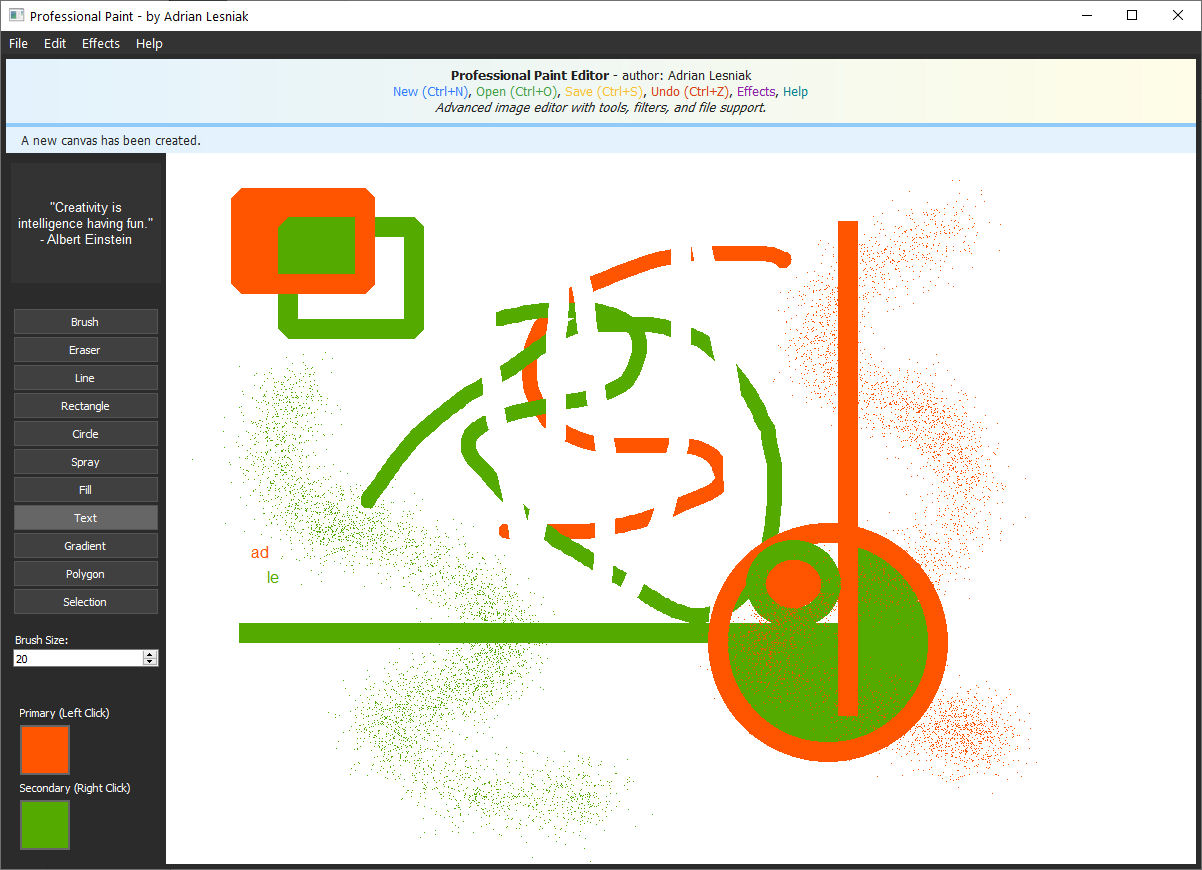 Professional Paint - by Adrian Lesniak
File Edit Effects Help
Professional Paint Editor - author: Adrian Lesniak
New (Ctrl+N), Open (Ctrl+O), Save (Ctrl+S), Undo (Ctrl+Z), Effects, Help
Advanced image editor with tools, filters, and file support.
A new canvas has been created.
"Creativity is
intelligence having fun."
- Albert Einstein
Brush
Eraser
Line
Rectangle
Circle
Spray
Fill
Text
Gradient
Polygon
Selection
Brush Size:
20
Primary (Left Click)
Secondary (Right Click)
ad
le